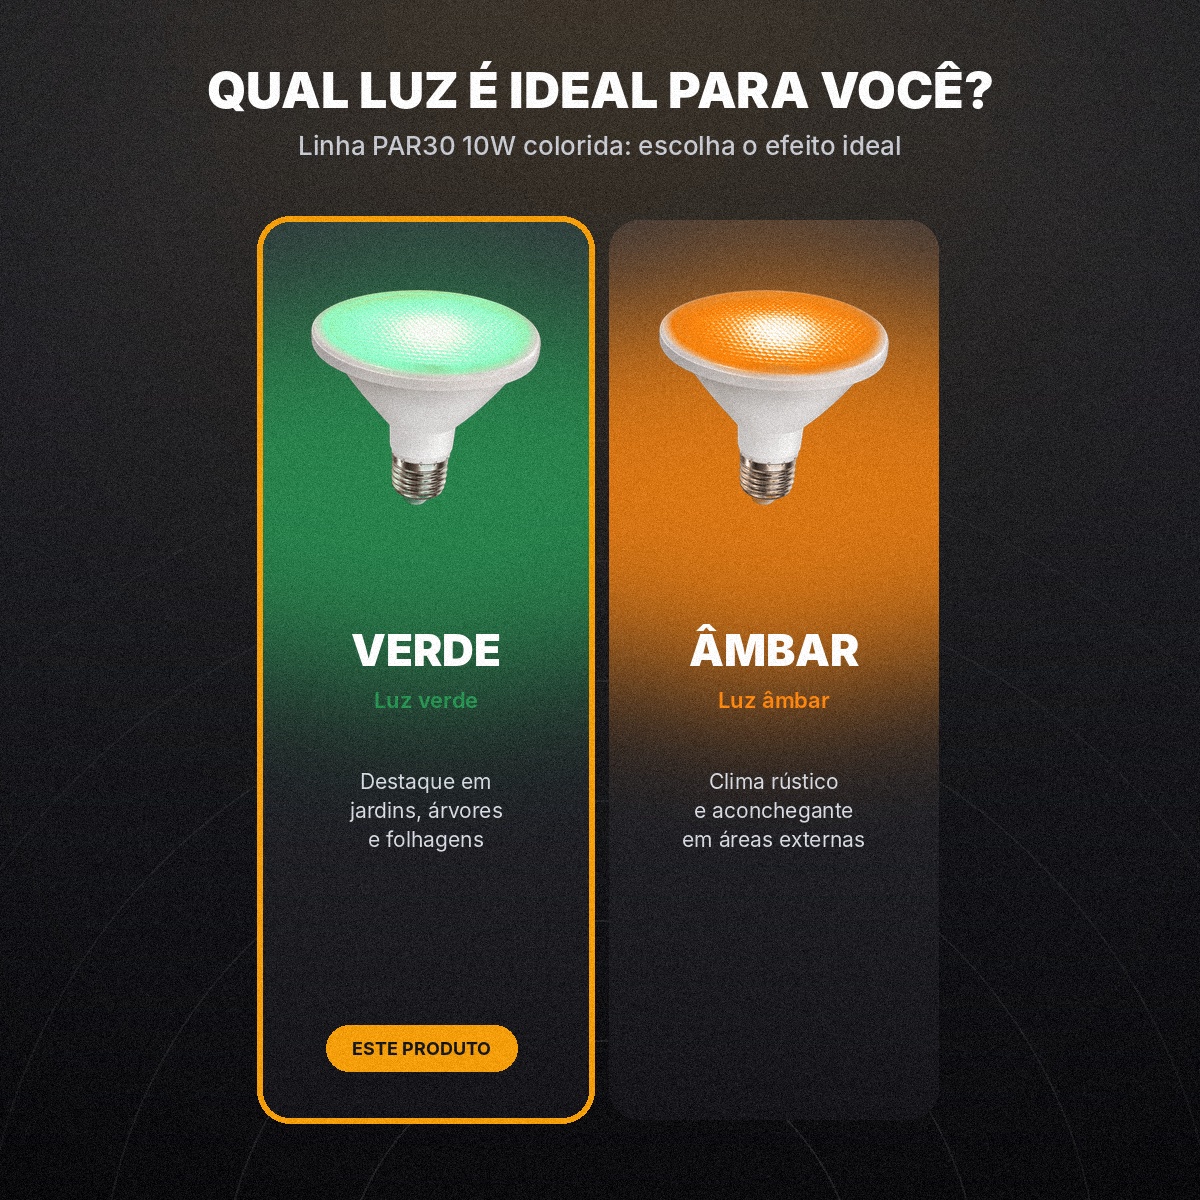 QUAL LUZ É IDEAL PARA VOCÊ?
Linha PAR30 10W colorida: escolha o efeito ideal
VERDE
Luz verde
Destaque em
jardins, árvores
e folhagens
ESTE PRODUTO
ÂMBAR
Luz âmbar
Clima rústico
e aconchegante
em áreas externas